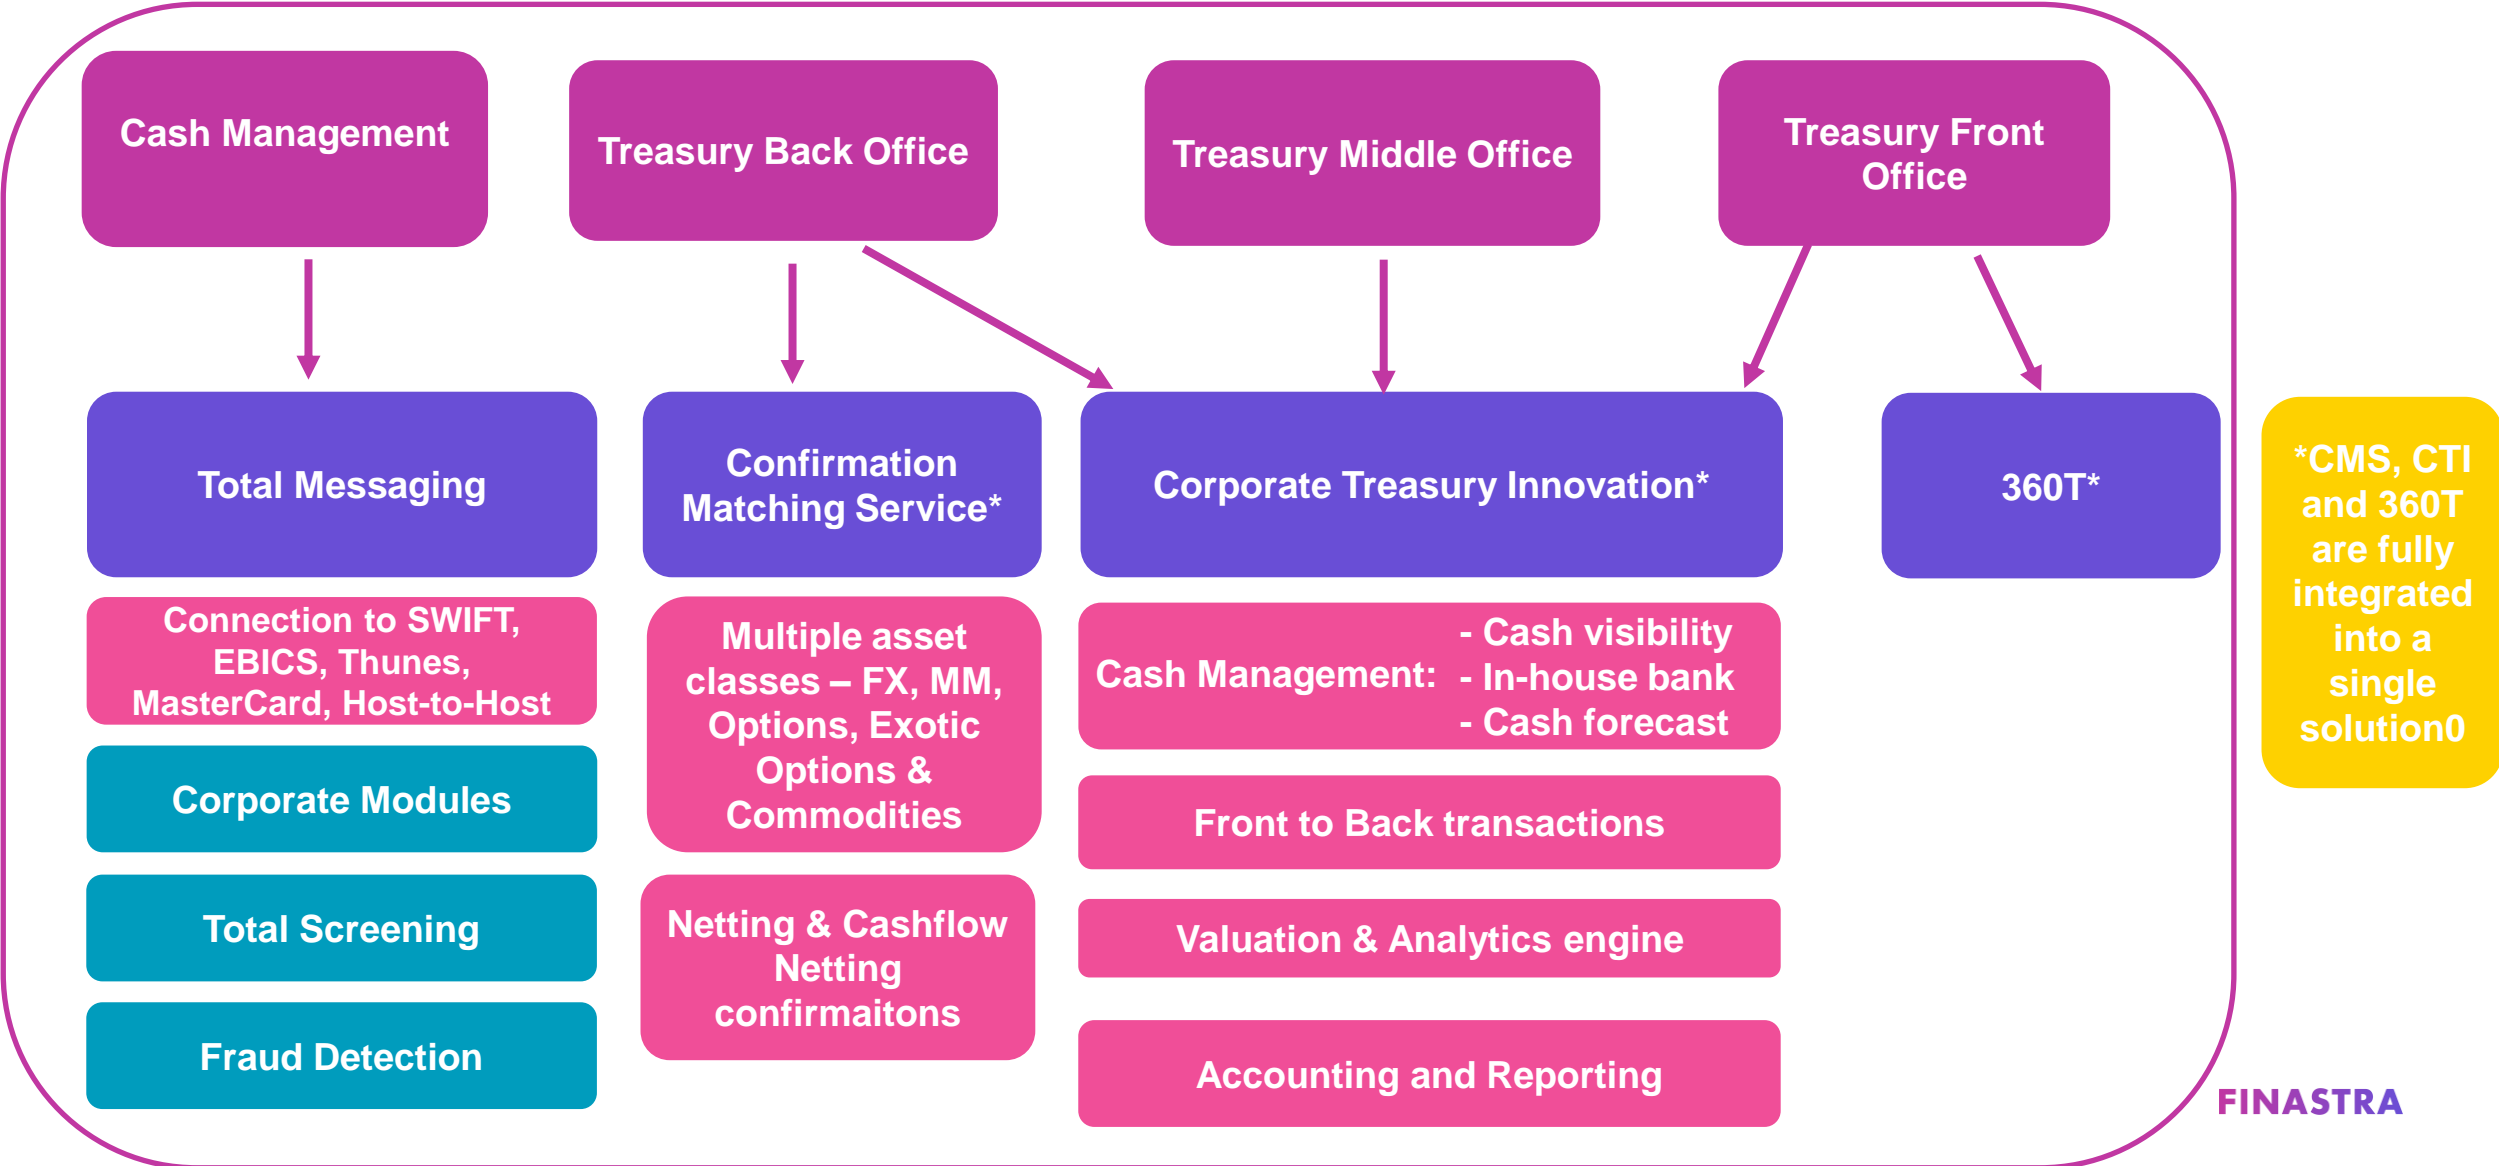 Cash Management
Treasury Back Office
Treasury Middle Office
Treasury Front
Office
Total Messaging
Confirmation
Matching Service*
Corporate Treasury Innovation*
360T*
*CMS, CTI
and 360T
are fully
integrated
into a
single
solution0
Connection to SWIFT,
EBICS, Thunes,
MasterCard, Host-to-Host
Corporate Modules
Total Screening
Fraud Detection
Multiple asset
classes – FX, MM,
Options, Exotic
Options &
Commodities
Netting & Cashflow
Netting
confirmaitons
Cash Management:
- Cash visibility
- In-house bank
- Cash forecast
Front to Back transactions
Valuation & Analytics engine
Accounting and Reporting
FINASTRA